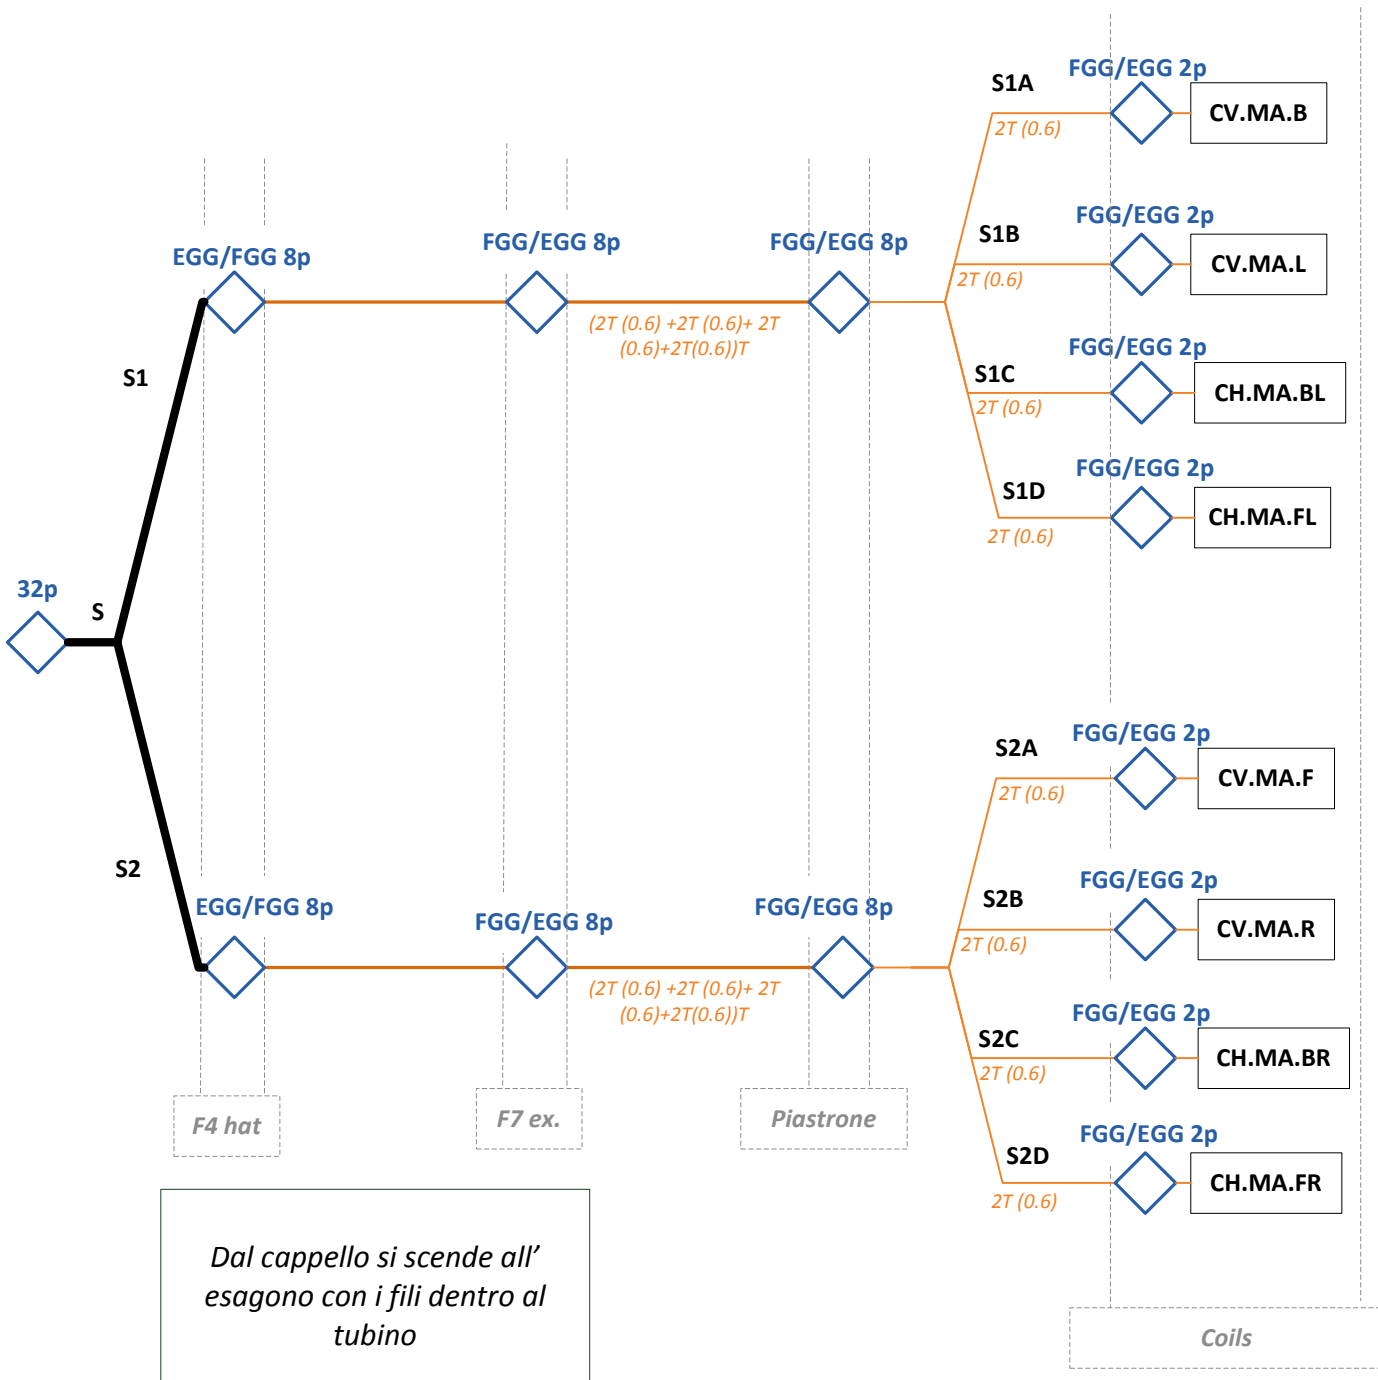 FGG/EGG 2p
S1A
2T (0.6)
CV.MA.B
FGG/EGG 2p
S1B
2T (0.6)
CV.MA.L
EGG/FGG 8p
FGG/EGG 8p
FGG/EGG 8p
(2T (0.6) +2T (0.6)+ 2T
(0.6)+2T(0.6))T
S1
FGG/EGG 2p
S1C
2T (0.6)
CH.MA.BL
FGG/EGG 2p
S1D
2T (0.6)
CH.MA.FL
32p
S
FGG/EGG 2p
S2A
2T (0.6)
CV.MA.F
S2
FGG/EGG 2p
S2B
2T (0.6)
CV.MA.R
EGG/FGG 8p
FGG/EGG 8p
FGG/EGG 8p
(2T (0.6) +2T (0.6)+ 2T
(0.6)+2T(0.6))T
FGG/EGG 2p
S2C
2T (0.6)
CH.MA.BR
FGG/EGG 2p
S2D
2T (0.6)
CH.MA.FR
F4 hat
F7 ex.
Piastrone
Coils
Dal cappello si scende all’
esagono con i fili dentro al
tubino